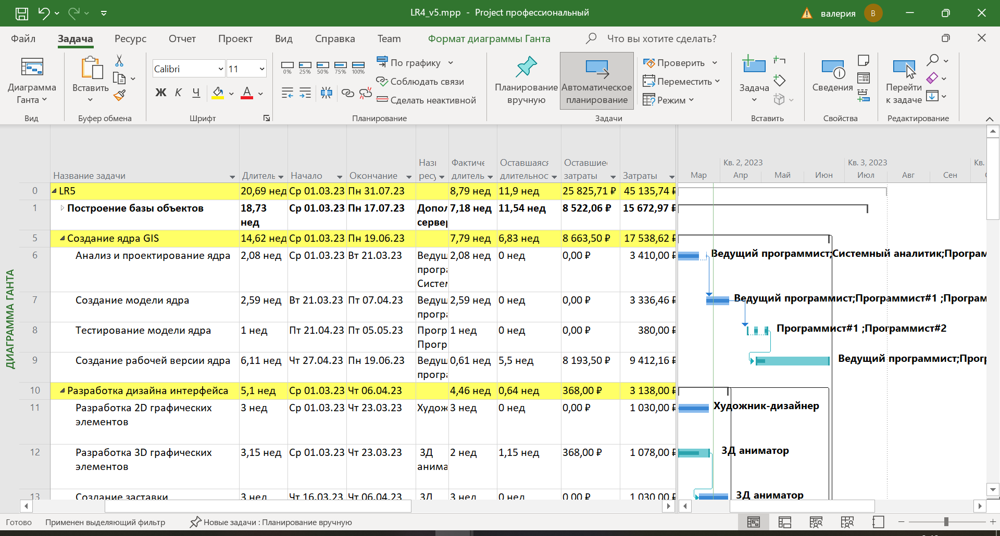 LR4_v5.mpp - Project профессиональный
валерия
В
Файл Задача Ресурс Отчет Проект Вид Справка Team Формат диаграммы Ганта Что вы хотите сделать?
Диаграмма Ганта
Вид
Вставить
Буфер обмена
Calibri 11
Ж К Ч А
Шрифт
0% 25% 50% 75% 100%
По графику
Соблюдать связи
Сделать неактивной
Планирование
Планирование вручную
Автоматическое планирование
Проверить
Переместить
Режим
Задачи
Задача
Вставить
Сведения
Свойства
Перейти к задаче
Редактирование
ДИАГРАММА ГАНТА
Название задачи Длитель Начало Окончание Назв ресу Фактиче длитель Оставшаяся длительнос Оставшиес затраты Затраты
Кв. 2, 2023 Кв. 3, 2023 Кв.
Мар Апр Май Июн Июл Авг Сен
0 LR5 20,69 нед Ср 01.03.23 Пн 31.07.23 8,79 нед 11,9 нед 25 825,71 ₽ 45 135,74 ₽
1 Построение базы объектов 18,73 нед Ср 01.03.23 Пн 17.07.23 Допол сервер 7,18 нед 11,54 нед 8 522,06 ₽ 15 672,97 ₽
5 Создание ядра GIS 14,62 нед Ср 01.03.23 Пн 19.06.23 7,79 нед 6,83 нед 8 663,50 ₽ 17 538,62 ₽
6 Анализ и проектирование ядра 2,08 нед Ср 01.03.23 Вт 21.03.23 Ведущ програ Систем 2,08 нед 0 нед 0,00 ₽ 3 410,00 ₽
Ведущий программист;Системный аналитик;Програм
7 Создание модели ядра 2,59 нед Вт 21.03.23 Пт 07.04.23 Ведущ програ 2,59 нед 0 нед 0,00 ₽ 3 336,46 ₽
Ведущий программист;Программист#1 ;Програм
8 Тестирование модели ядра 1 нед Пт 21.04.23 Пт 05.05.23 Прогр Прогр 1 нед 0 нед 0,00 ₽ 380,00 ₽
Программист#1 ;Программист#2
9 Создание рабочей версии ядра 6,11 нед Чт 27.04.23 Пн 19.06.23 Ведущ програ 0,61 нед 5,5 нед 8 193,50 ₽ 9 412,16 ₽
Ведущий программист;Прогр
10 Разработка дизайна интерфейса 5,1 нед Ср 01.03.23 Чт 06.04.23 4,46 нед 0,64 нед 368,00 ₽ 3 138,00 ₽
11 Разработка 2D графических элементов 3 нед Ср 01.03.23 Чт 23.03.23 Худож 3 нед 0 нед 0,00 ₽ 1 030,00 ₽
Художник-дизайнер
12 Разработка 3D графических элементов 3,15 нед Ср 01.03.23 Чт 23.03.23 3Д анима 2 нед 1,15 нед 368,00 ₽ 1 078,00 ₽
3Д аниматор
13 Создание заставки 3 нед Чт 16.03.23 Чт 06.04.23 3Д 3 нед 0 нед 0,00 ₽ 1 030,00 ₽
3Д аниматор
Готово Применен выделяющий фильтр Новые задачи : Планирование вручную